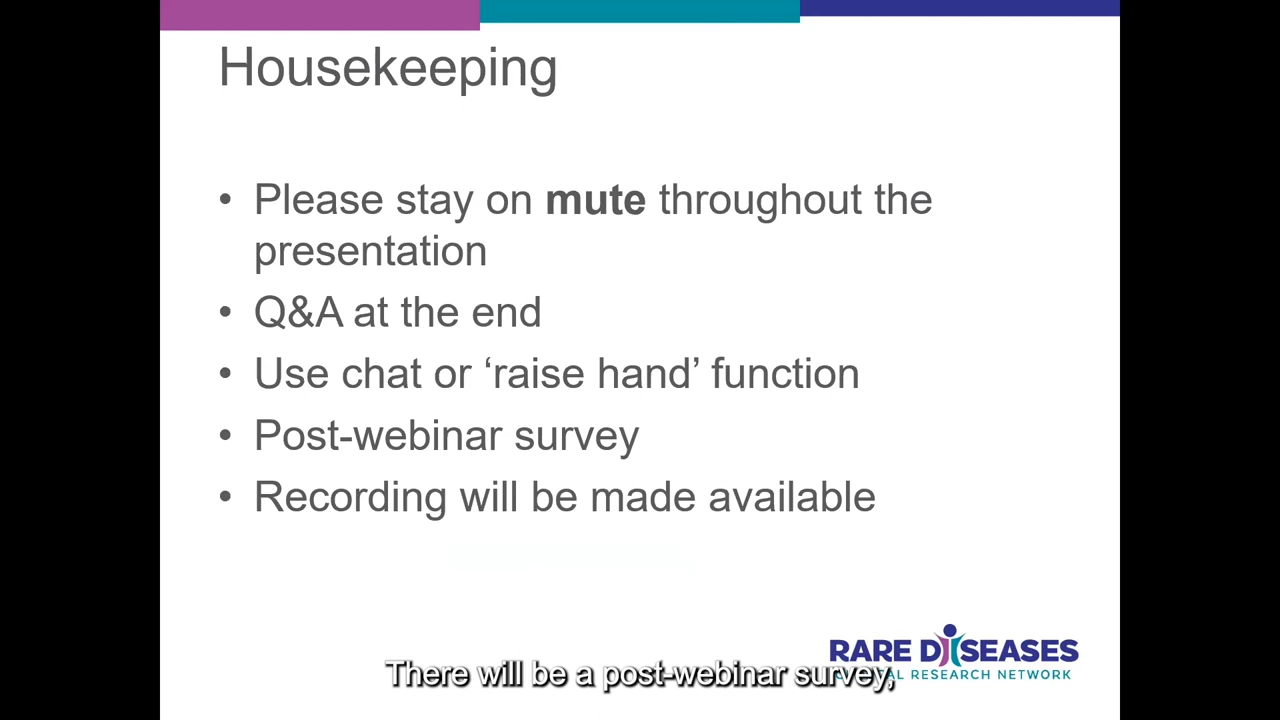 Housekeeping
• Please stay on mute throughout the
presentation
• Q&A at the end
• Use chat or ‘raise hand’ function
• Post-webinar survey
• Recording will be made available
RARE DISEASES
RESEARCH NETWORK
There will be a post-webinar survey,